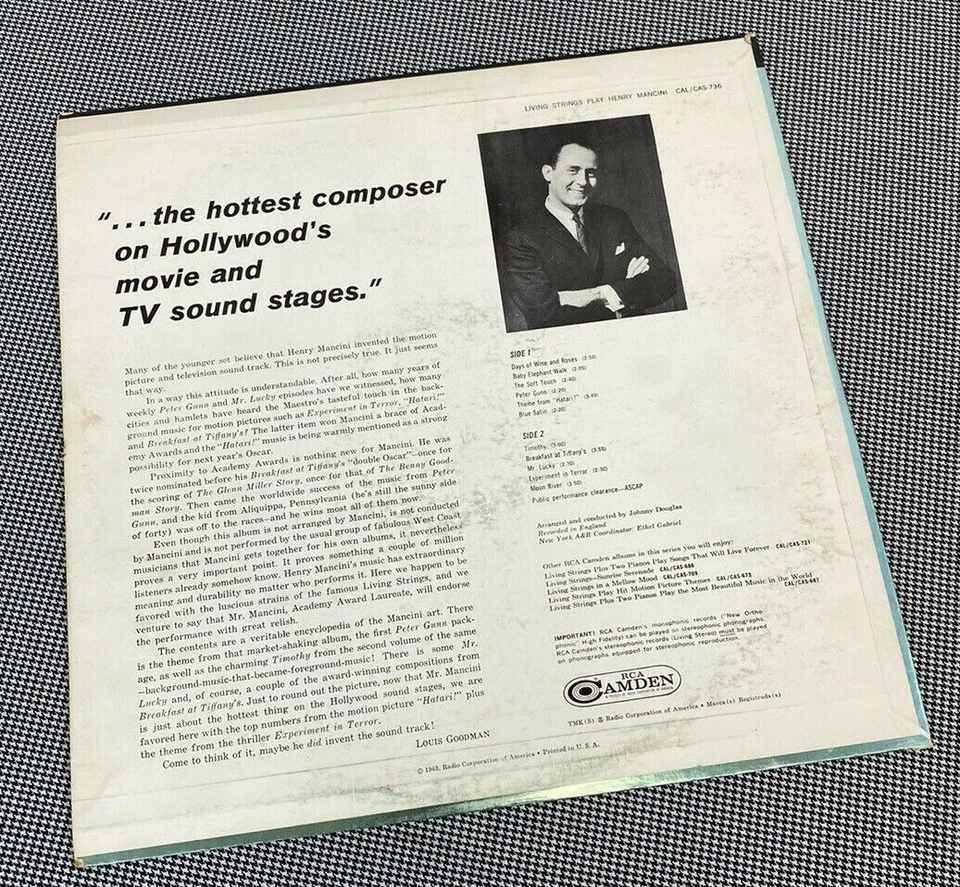 LIVING STRINGS PLAY HENRY MANCINI CAL/CAS-736
"...the hottest composer
on Hollywood's
movie and
TV sound stages."
Many of the younger set believe that Henry Mancini invented the motion
picture and television sound track. This is not precisely true. It just seems
that way.
In a way this attitude is understandable. After all, how many years of
weekly Peter Gunn and Mr. Lucky episodes have we witnessed, how many
cities and hamlets have heard the Maestro's tasteful touch in the back-
ground music for motion pictures such as Experiment in Terror, "Hatari!"
and Breakfast at Tiffany's? The latter item won Mancini a brace of Acad-
emy Awards and the "Hatari!" music is being warmly mentioned as a strong
possibility for next year's Oscar.
Proximity to Academy Awards is nothing new for Mancini. He was
twice nominated before his Breakfast at Tiffany's "double Oscar"—once for
the scoring of The Glenn Miller Story, once for that of The Benny Good-
man Story. Then came the worldwide success of the music from Peter
Gunn, and the kid from Aliquippa, Pennsylvania (he's still the sunny side
of forty) was off to the races—and he wins most all of them now.
Even though this album is not arranged by Mancini, is not conducted
by Mancini and is not performed by the usual group of fabulous West Coast
musicians that Mancini gets together for his own albums, it nevertheless
proves a very important point. It proves something a couple of million
listeners already somehow know. Henry Mancini's music has extraordinary
meaning and durability no matter who performs it. Here we happen to be
favored with the luscious strains of the famous Living Strings, and we
venture to say that Mr. Mancini, Academy Award Laureate, will endorse
the performance with great relish.
The contents are a veritable encyclopedia of the Mancini art. There
is the theme from that market-shaking album, the first Peter Gunn pack-
age, as well as the charming Timothy from the second volume of the same
—background-music-that-became-foreground-music! There is some Mr.
Lucky and, of course, a couple of the award-winning compositions from
Breakfast at Tiffany's. Just to round out the picture, now that Mr. Mancini
is just about the hottest thing on the Hollywood sound stages, we are
favored here with the top numbers from the motion picture "Hatari!" plus
the theme from the thriller Experiment in Terror.
Come to think of it, maybe he did invent the sound track!
LOUIS GOODMAN
SIDE 1
Days of Wine and Roses (2:50)
Baby Elephant Walk (2:05)
The Soft Touch (2:40)
Peter Gunn (2:20)
Theme from "Hatari!" (3:40)
Blue Satin (2:20)
SIDE 2
Timothy (3:00)
Breakfast at Tiffany's (3:55)
Mr. Lucky (2:10)
Experiment in Terror (2:30)
Moon River (3:50)
Public performance clearance—ASCAP
Arranged and conducted by Johnny Douglas
Recorded in England
New York A&R Coordinator: Ethel Gabriel
Other RCA Camden albums in this series you will enjoy:
Living Strings Plus Two Pianos Play Songs That Will Live Forever CAL/CAS-721
Living Strings—Sunrise Serenade CAL/CAS-688
Living Strings in a Mellow Mood CAL/CAS-709
Living Strings Play Hit Motion Picture Themes CAL/CAS-673
Living Strings Plus Two Pianos Play the Most Beautiful Music in the World CAL/CAS-687
IMPORTANT! RCA Camden's monophonic records ("New Ortho
phonic" High Fidelity) can be played on stereophonic phonographs.
RCA Camden's stereophonic records (Living Stereo) must be played
on phonographs equipped for stereophonic reproduction.
RCA
CAMDEN
TMK(S) ® Radio Corporation of America • Marca(s) Registrada(s)
© 1963, Radio Corporation of America • Printed in U. S. A.